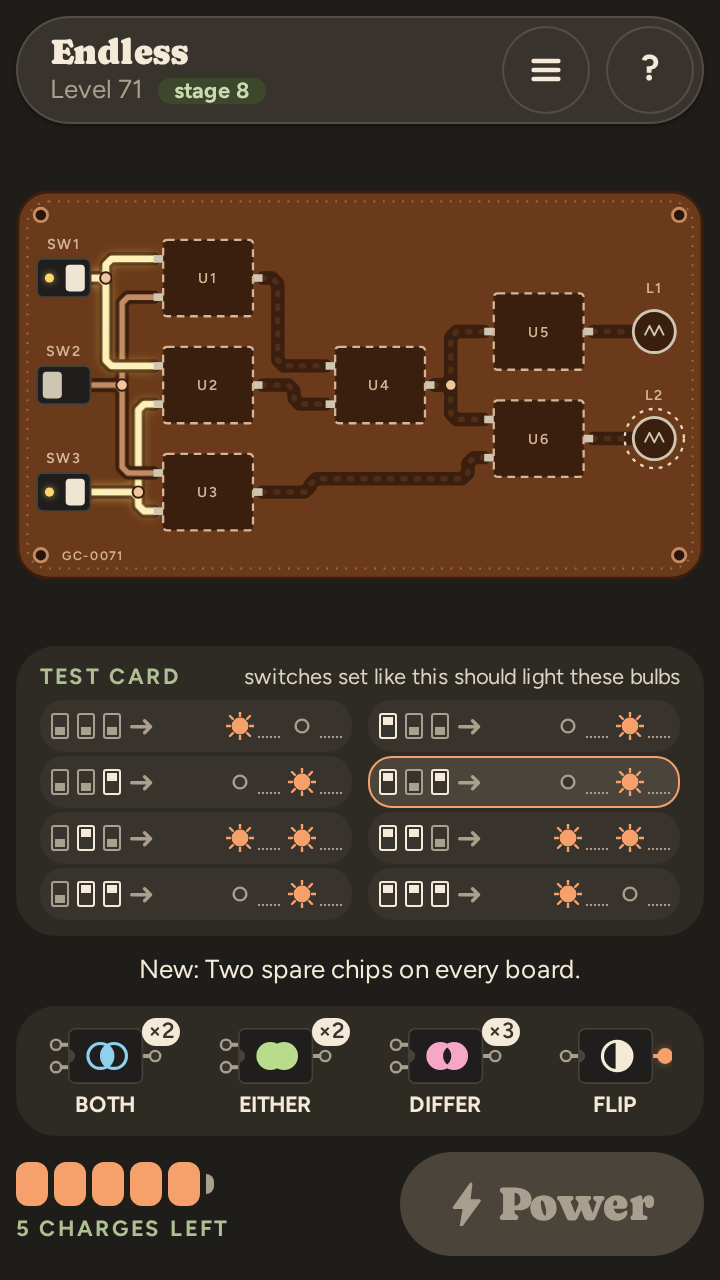 Endless
Level 71 stage 8
?
SW1
SW2
SW3
U1
U2
U3
U4
U5
U6
L1
L2
GC-0071
TEST CARD switches set like this should light these bulbs
New: Two spare chips on every board.
×2 ×2 ×3
BOTH EITHER DIFFER FLIP
5 CHARGES LEFT
Power